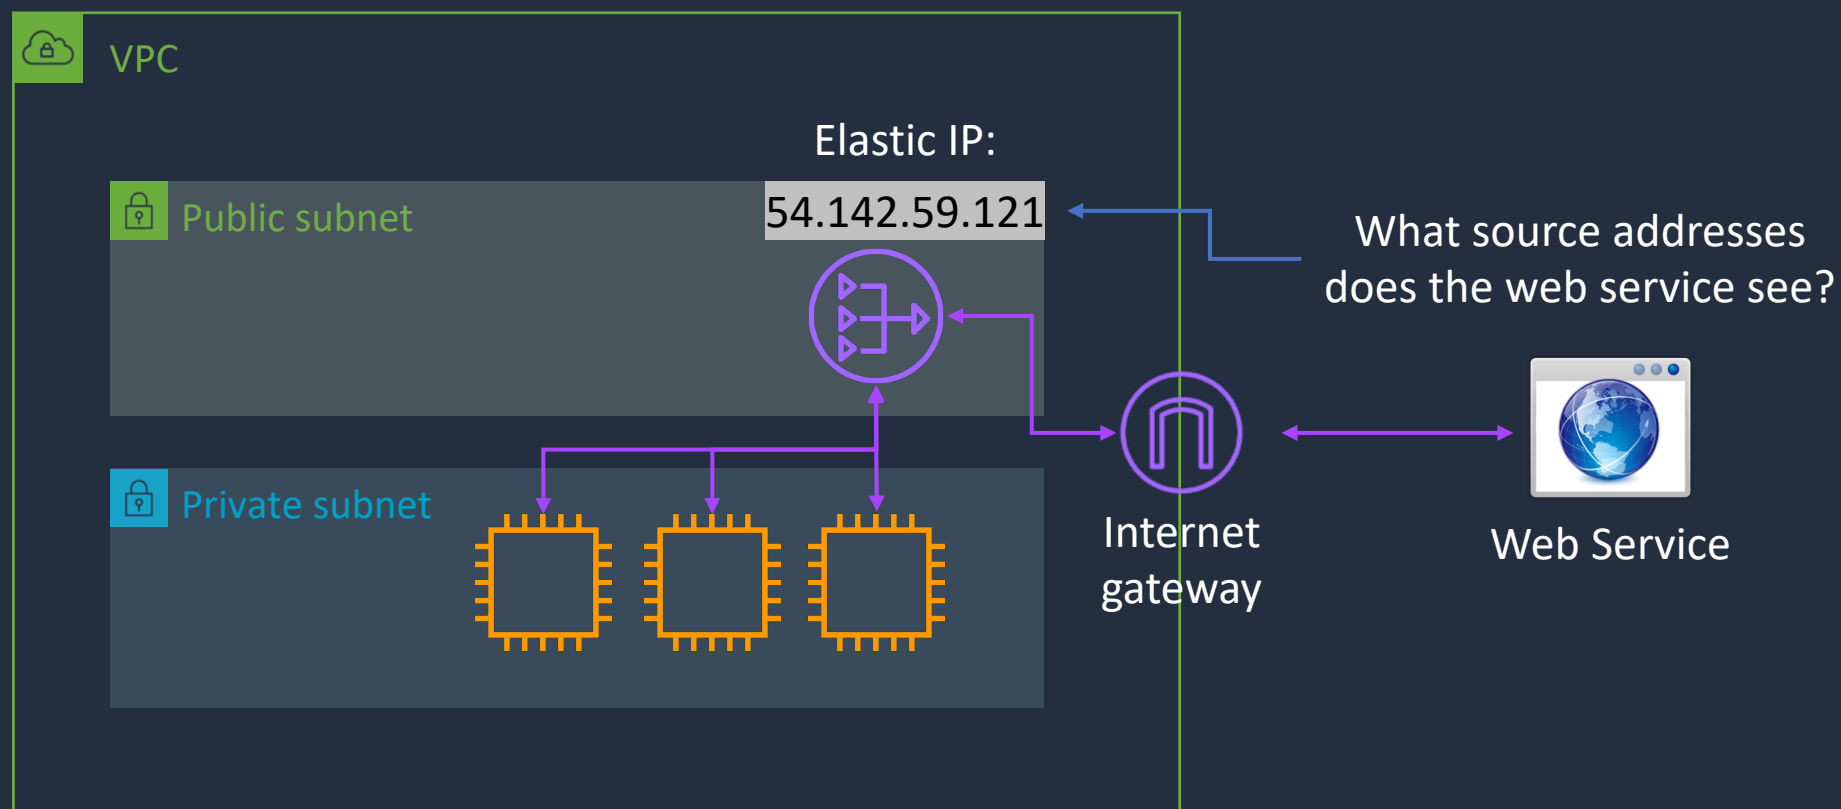 VPC
Elastic IP:
Public subnet
54.142.59.121
What source addresses
does the web service see?
Private subnet
Internet
gateway
Web Service